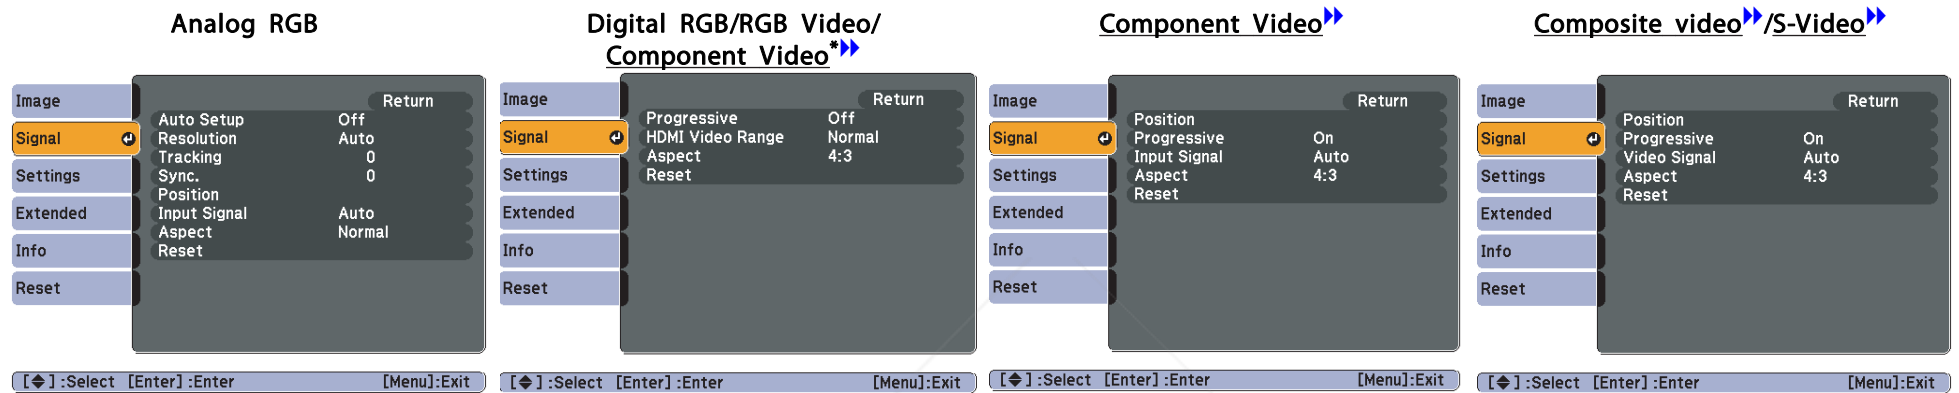 Analog RGB
Image
Signal
Settings
Extended
Info
Reset
Return
Auto Setup Off
Resolution Auto
Tracking 0
Sync. 0
Position
Input Signal Auto
Aspect Normal
Reset
[◆] :Select [Enter] :Enter [Menu]:Exit
Digital RGB/RGB Video/
Component Video*
Image
Signal
Settings
Extended
Info
Reset
Return
Progressive Off
HDMI Video Range Normal
Aspect 4:3
Reset
[◆] :Select [Enter] :Enter [Menu]:Exit
Component Video
Image
Signal
Settings
Extended
Info
Reset
Return
Position
Progressive On
Input Signal Auto
Aspect 4:3
Reset
[◆] :Select [Enter] :Enter [Menu]:Exit
Composite video/S-Video
Image
Signal
Settings
Extended
Info
Reset
Return
Position
Progressive On
Video Signal Auto
Aspect 4:3
Reset
[◆] :Select [Enter] :Enter [Menu]:Exit